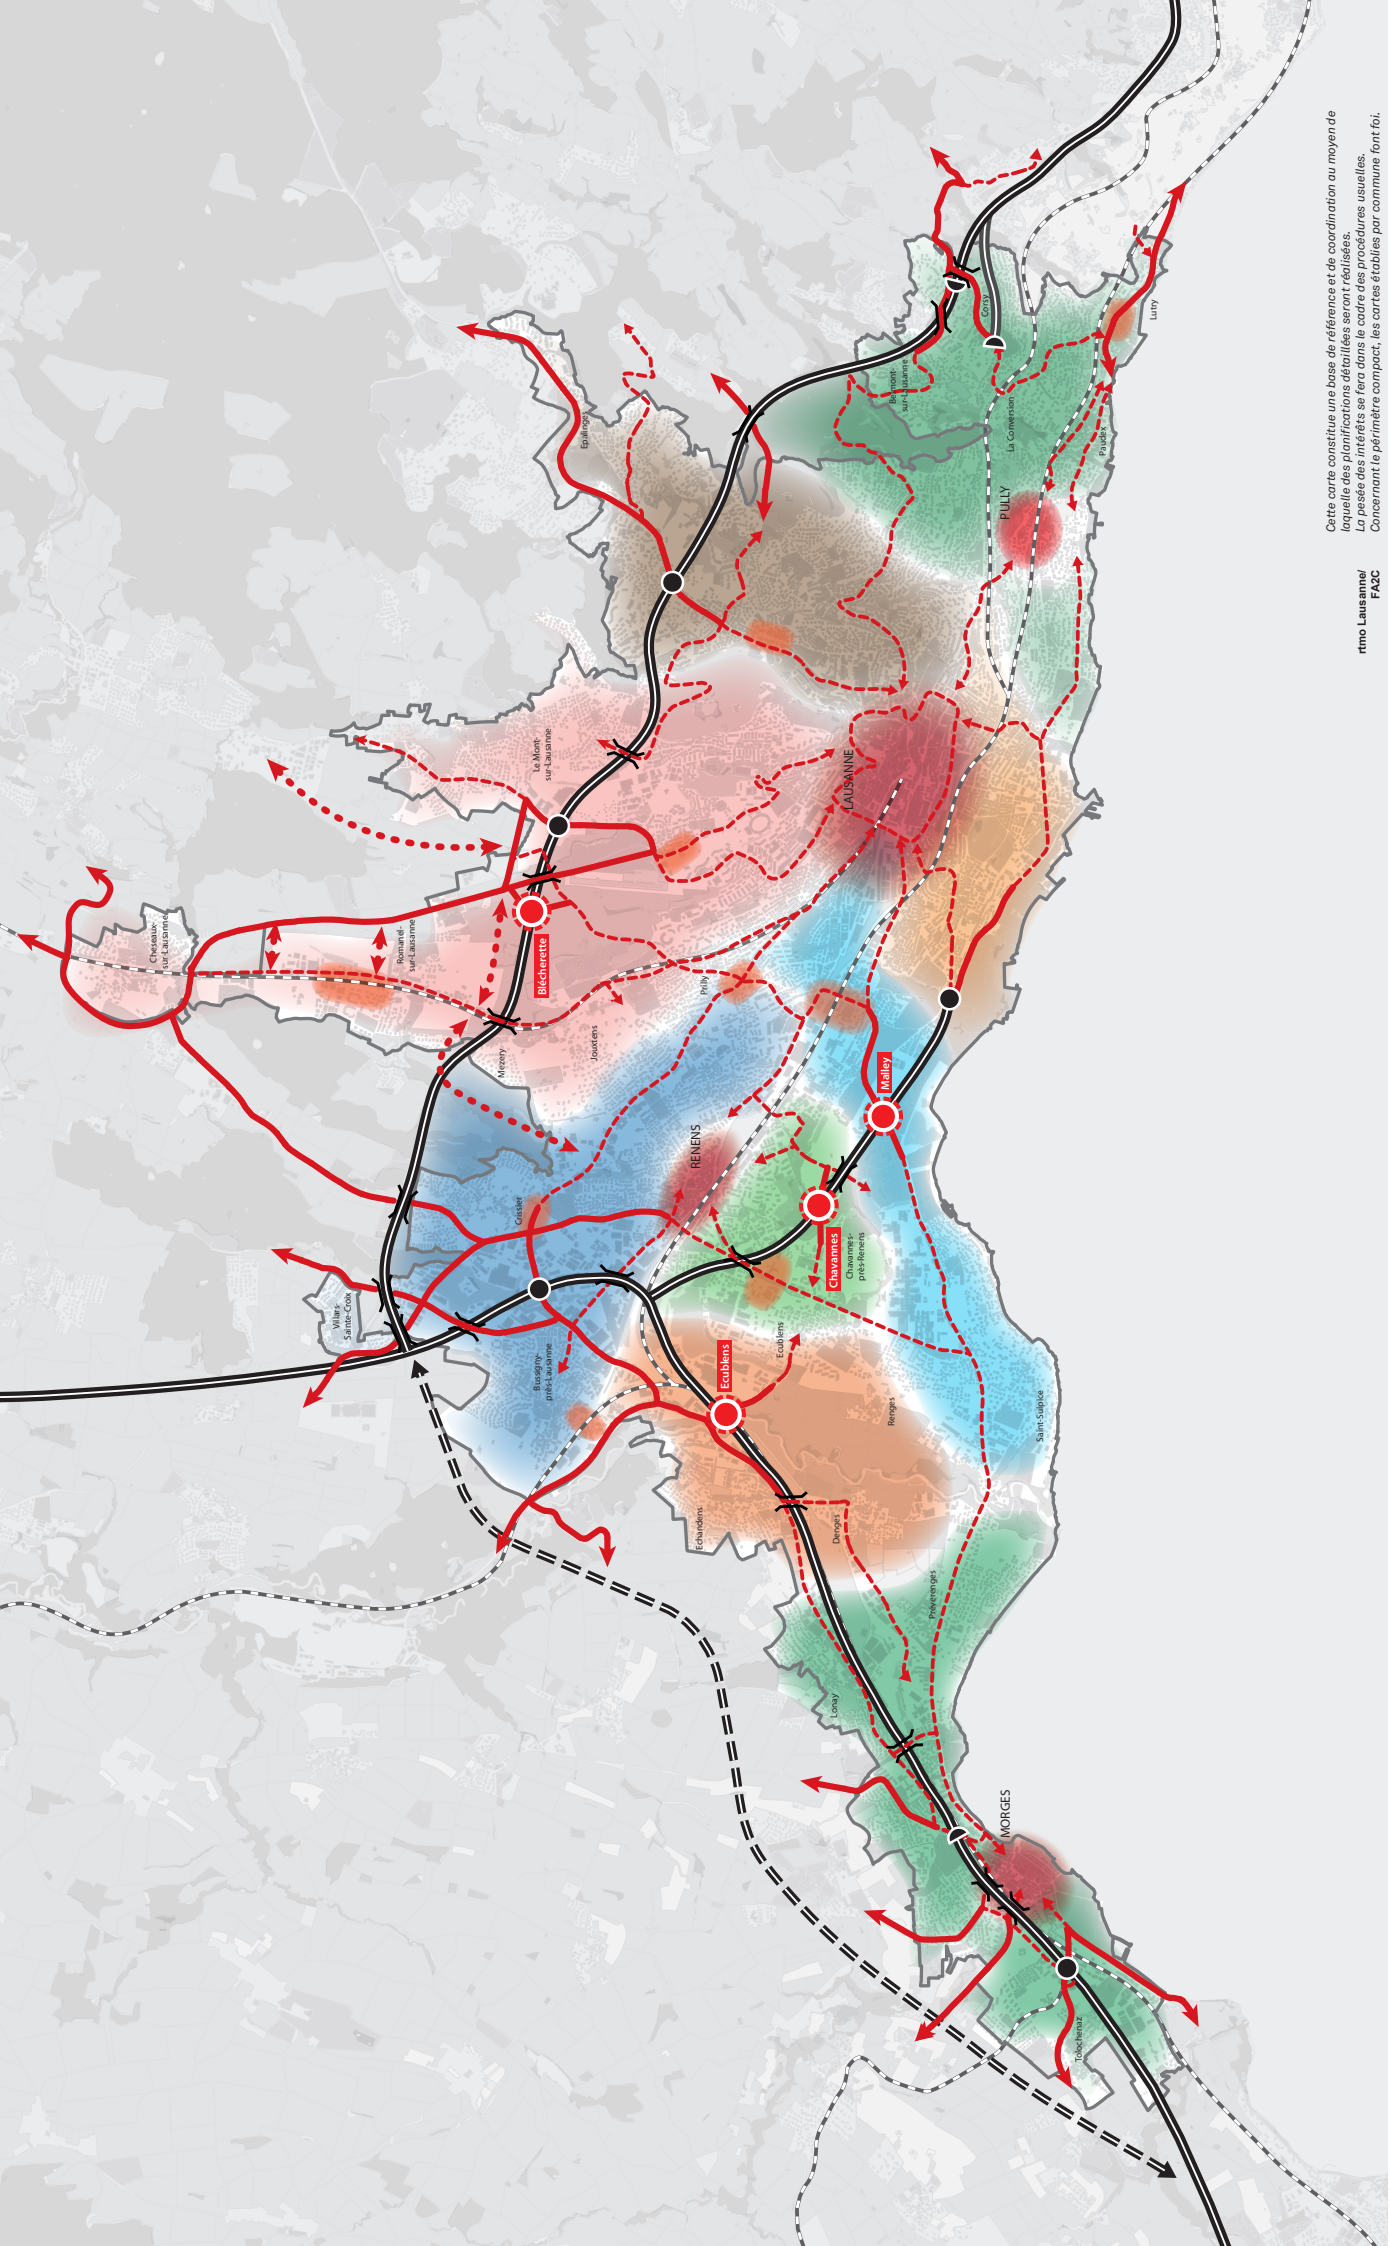 Cette carte constitue une base de référence et de coordination au moyen de
laquelle des planifications détaillées seront réalisées.
La pesée des intérêts se fera dans le cadre des procédures usuelles.
Concernant le périmètre compact, les cartes établies par commune font foi.
rtmo Lausanne/
FA2C
Cheseaux-
sur-Lausanne
Romanel-
sur-Lausanne
Le Mont-
sur-Lausanne
Epalinges
Blécherette
Mezery
Jouxtens
Prilly
LAUSANNE
Belmont-
sur-Lausanne
Corsy
La Conversion
PULLY
Paudex
Lutry
Villars-
Sainte-Croix
Crissier
Bussigny-
près-Lausanne
RENENS
Malley
Chavannes
Chavannes-
près-Renens
Ecublens
Ecublens
Renges
Saint-Sulpice
Echandens
Denges
Préverenges
Lonay
MORGES
Tolochenaz